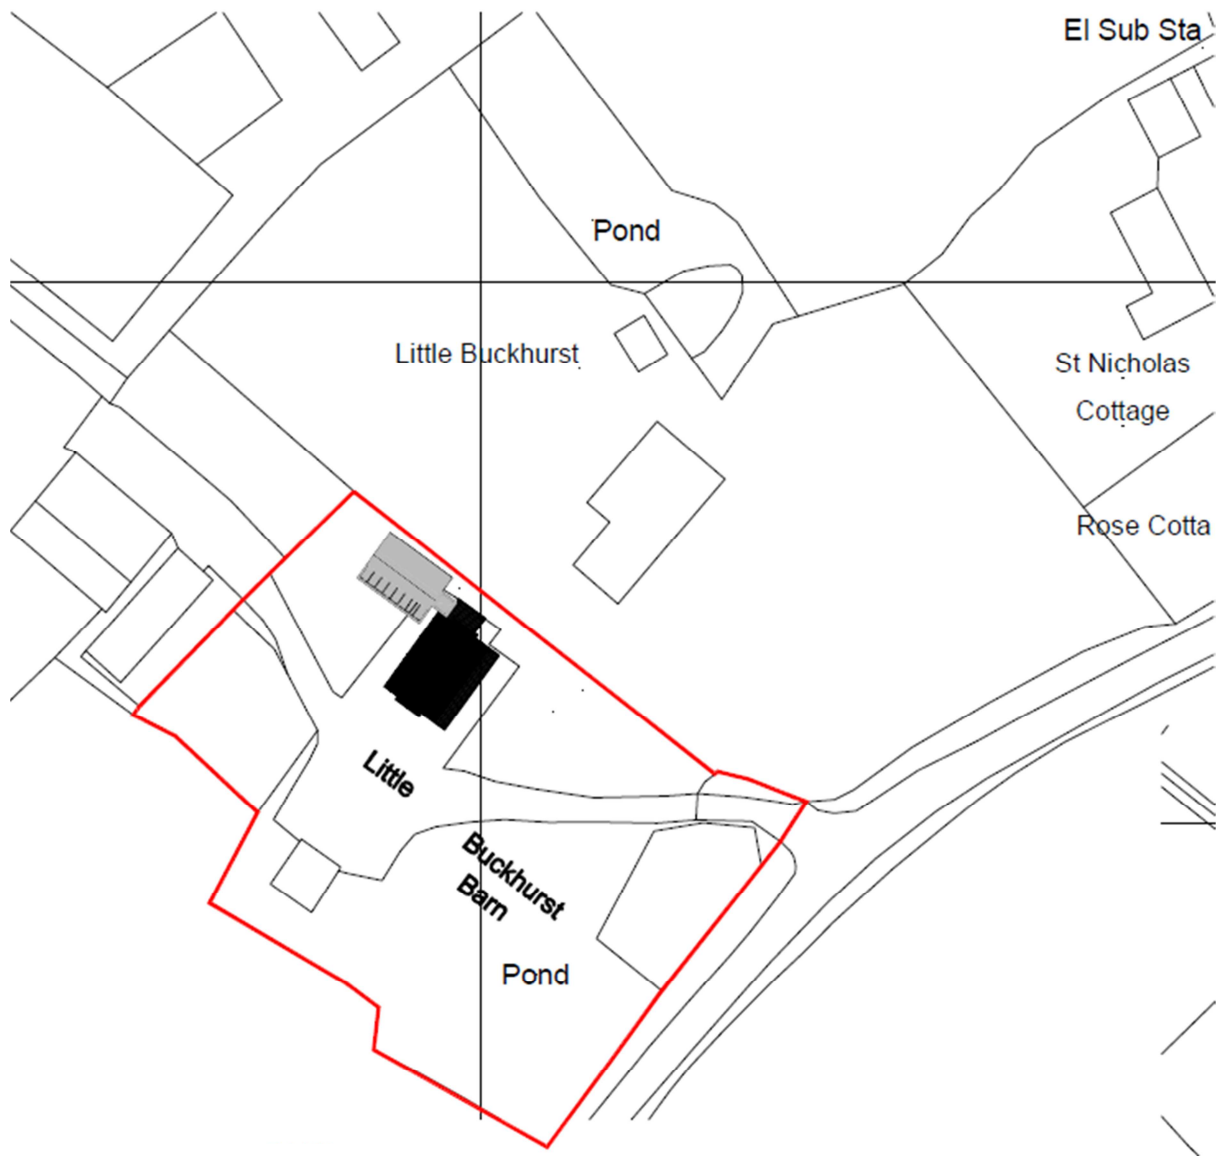 El Sub Sta
Pond
Little Buckhurst
St Nicholas
Cottage
Rose Cotta
Little
Buckhurst
Barn
Pond